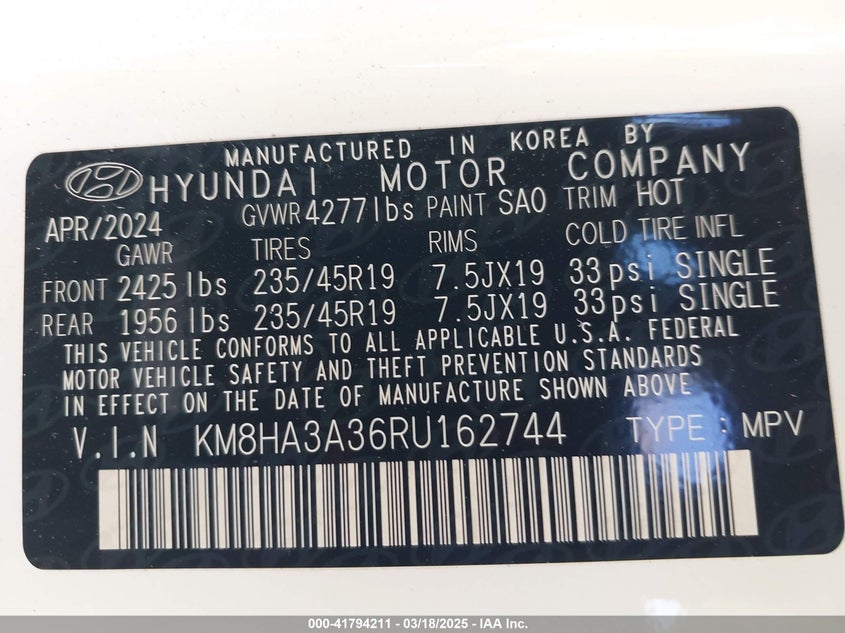 MANUFACTURED IN KOREA BY
HYUNDAI MOTOR COMPANY
APR/2024 GVWR 4277lbs PAINT SAO TRIM HOT
GAWR TIRES RIMS COLD TIRE INFL
FRONT 2425lbs 235/45R19 7.5JX19 33psi SINGLE
REAR 1956lbs 235/45R19 7.5JX19 33psi SINGLE
THIS VEHICLE CONFORMS TO ALL APPLICABLE U.S.A. FEDERAL
MOTOR VEHICLE SAFETY AND THEFT PREVENTION STANDARDS
IN EFFECT ON THE DATE OF MANUFACTURE SHOWN ABOVE
V.I.N KM8HA3A36RU162744 TYPE : MPV
000-41794211 - 03/18/2025 - IAA Inc.